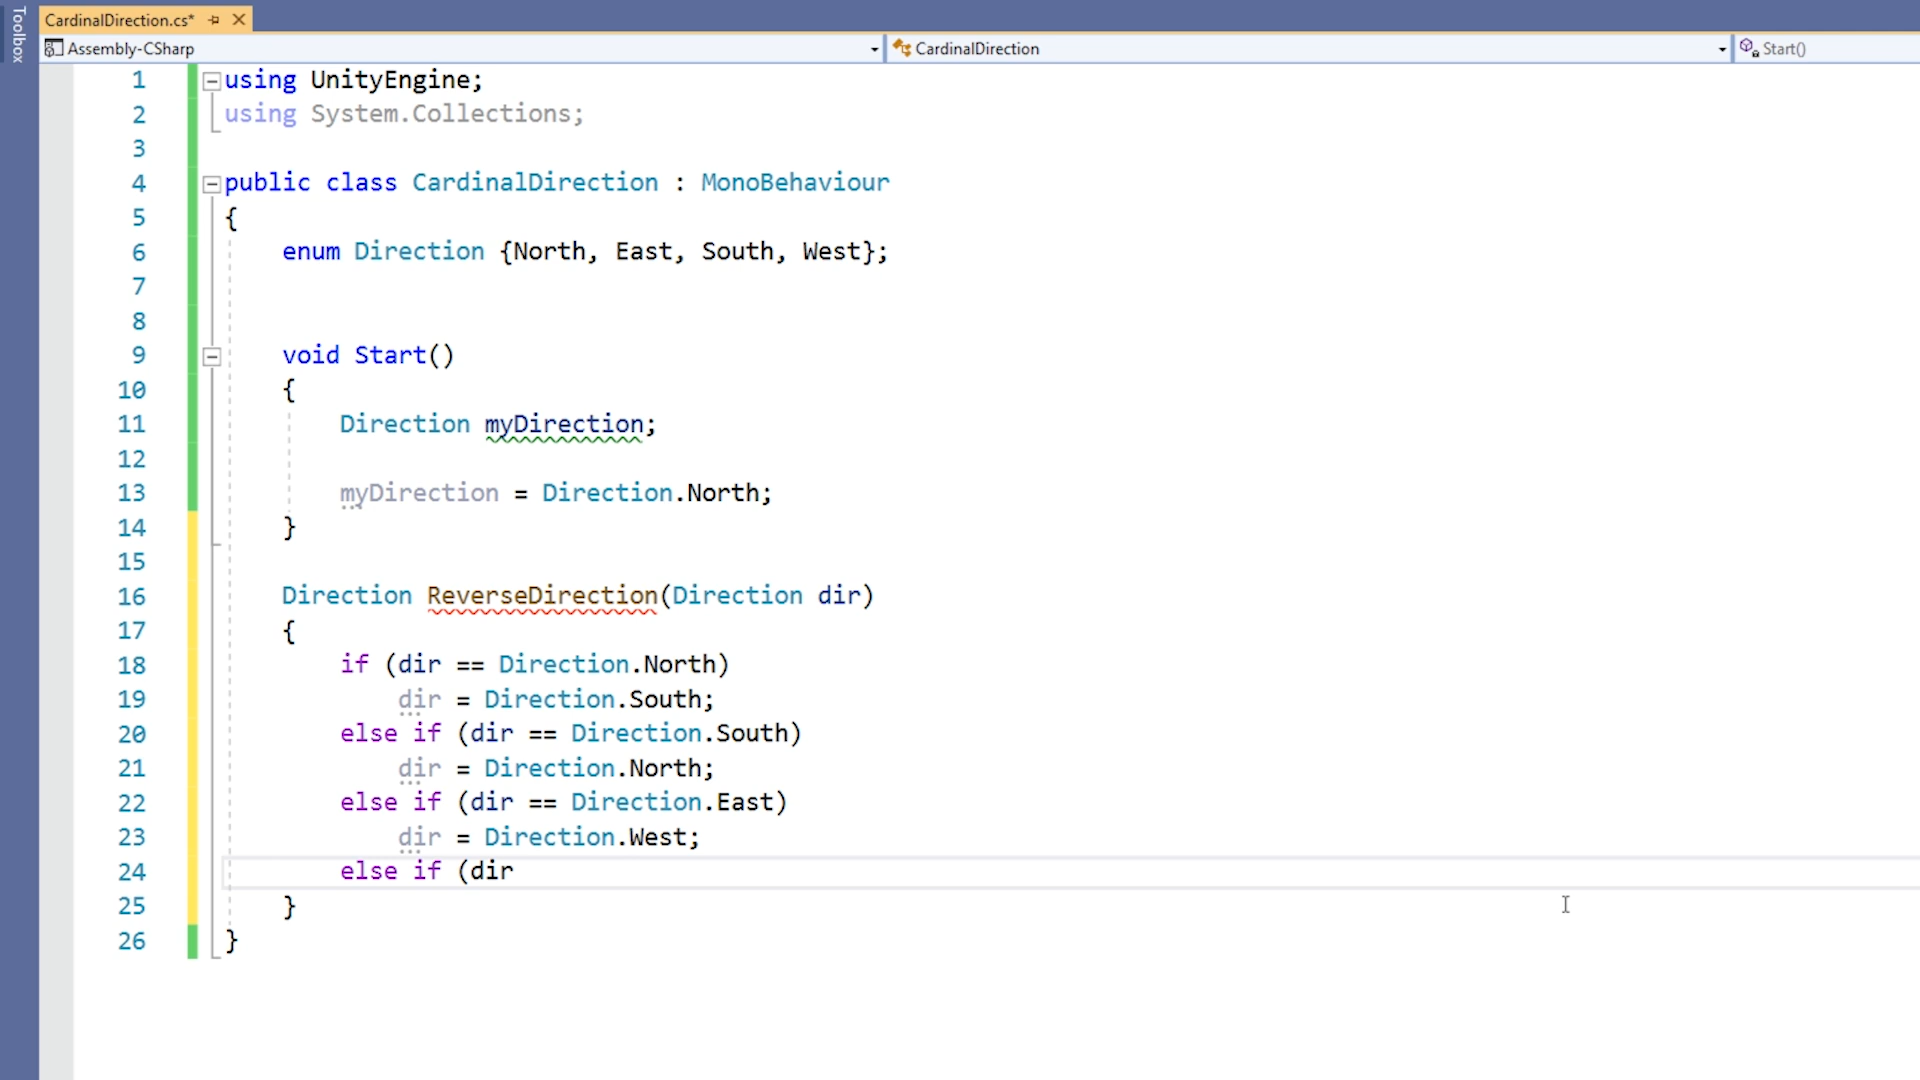 Toolbox
CardinalDirection.cs*
Assembly-CSharp CardinalDirection Start()
1 using UnityEngine;
2 using System.Collections;
3
4 public class CardinalDirection : MonoBehaviour
5 {
6 enum Direction {North, East, South, West};
7
8
9 void Start()
10 {
11 Direction myDirection;
12
13 myDirection = Direction.North;
14 }
15
16 Direction ReverseDirection(Direction dir)
17 {
18 if (dir == Direction.North)
19 dir = Direction.South;
20 else if (dir == Direction.South)
21 dir = Direction.North;
22 else if (dir == Direction.East)
23 dir = Direction.West;
24 else if (dir
25 }
26 }